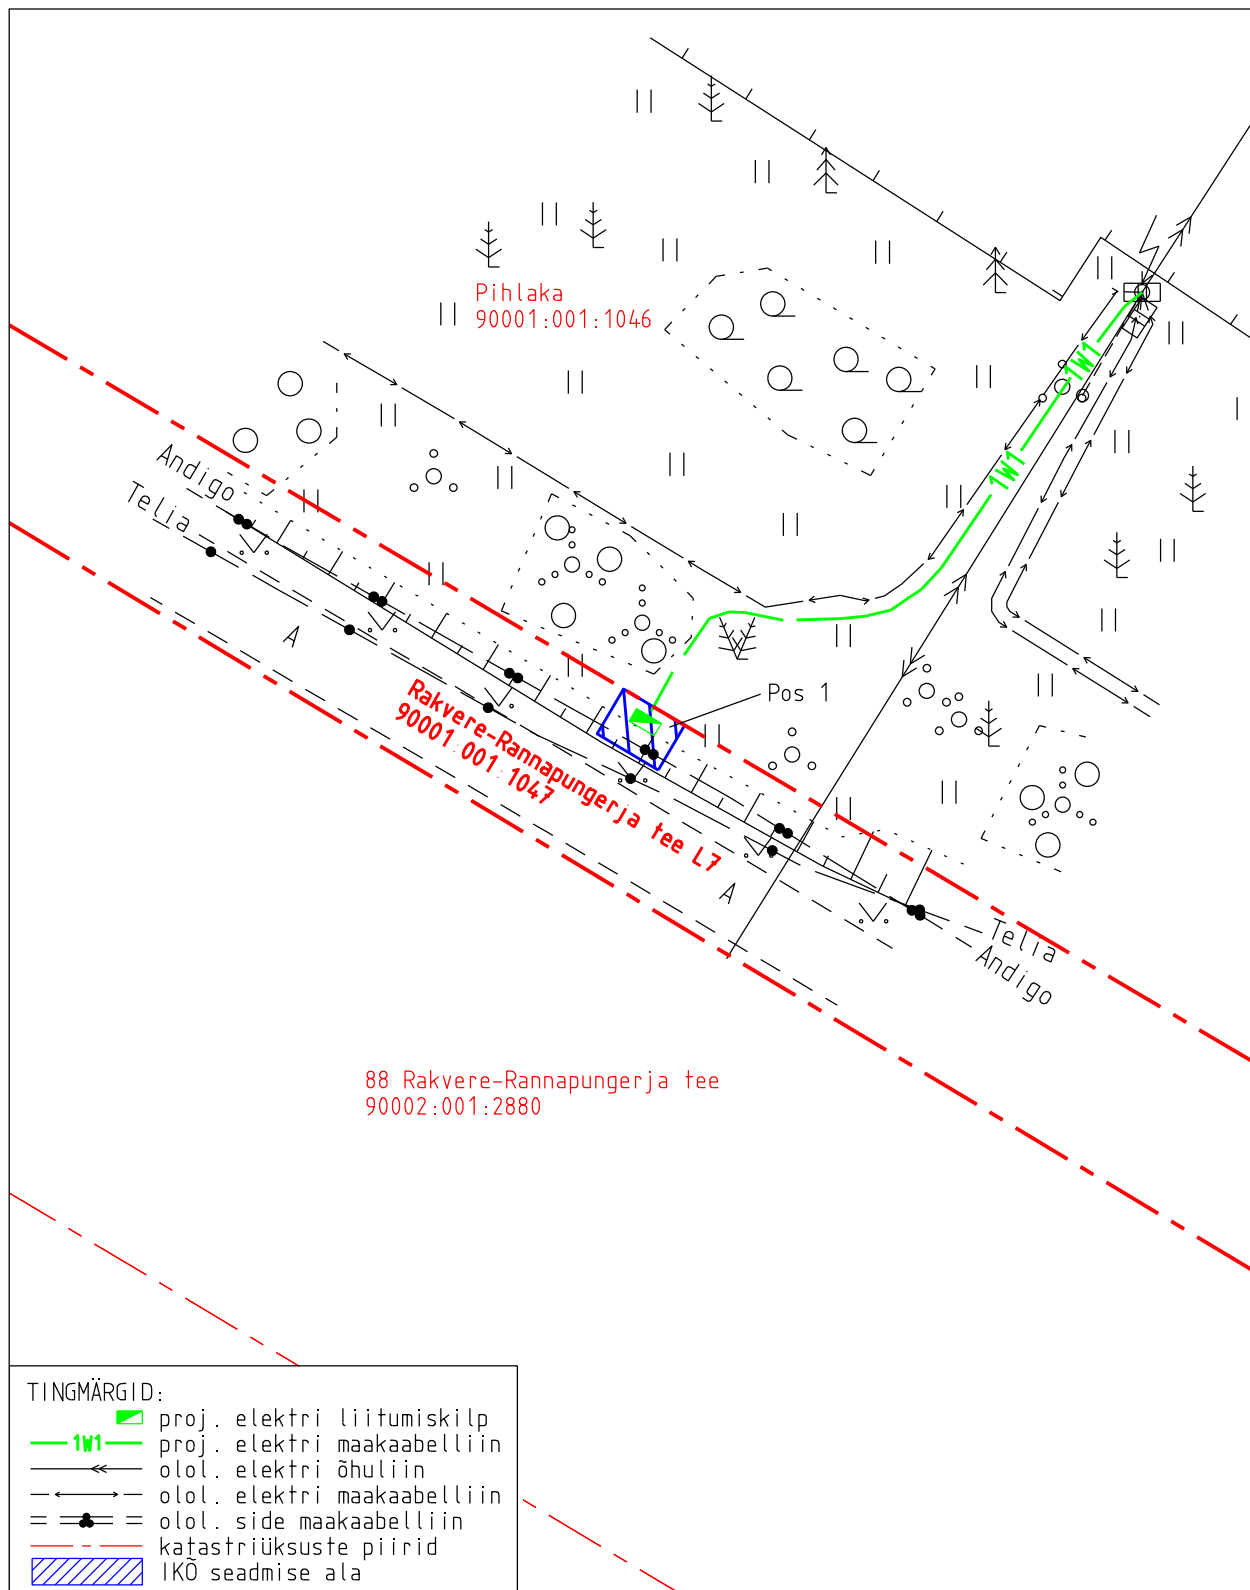 Pihlaka
90001:001:1046
1W1
1W1
Andigo
Telia
A
Pos 1
Rakvere-Rannapungerja tee L7
90001:001:1047
A
Telia
Andigo
88 Rakvere-Rannapungerja tee
90002:001:2880
TINGMÄRGID:
proj. elektri liitumiskilp
1W1 proj. elektri maakaabelliin
olol. elektri õhuliin
olol. elektri maakaabelliin
olol. side maakaabelliin
katastriüksuste piirid
IKÕ seadmise ala